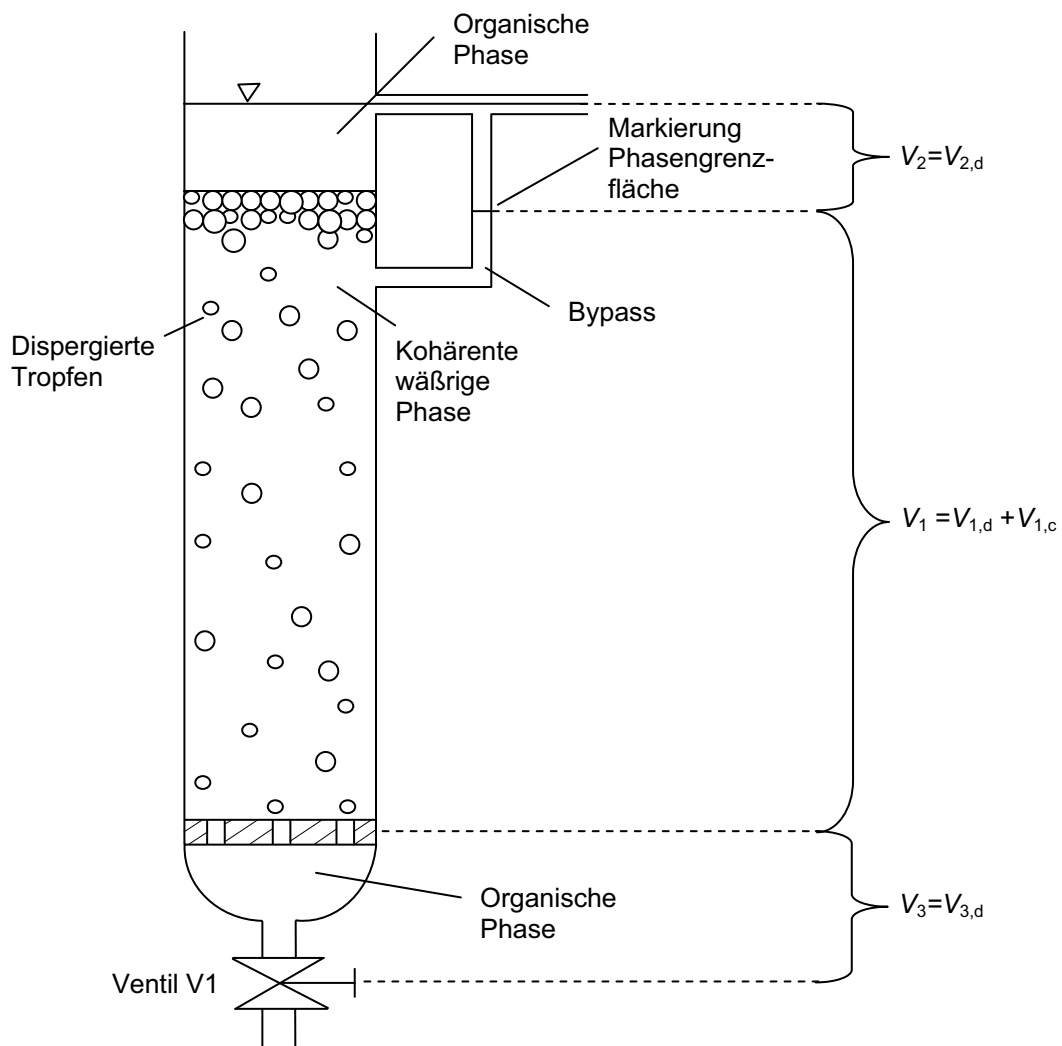 Organische
Phase
Markierung
Phasengrenz-
fläche
V2=V2,d
Bypass
Dispergierte
Tropfen
Kohärente
wäßrige
Phase
V1 =V1,d +V1,c
Organische
Phase
V3=V3,d
Ventil V1